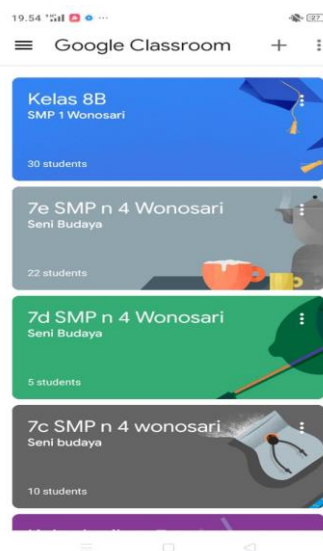 19.54
Google Classroom
Kelas 8B
SMP 1 Wonosari
30 students
7e SMP n 4 Wonosari
Seni Budaya
22 students
7d SMP n 4 Wonosari
Seni Budaya
5 students
7c SMP n 4 wonosari
Seni budaya
10 students